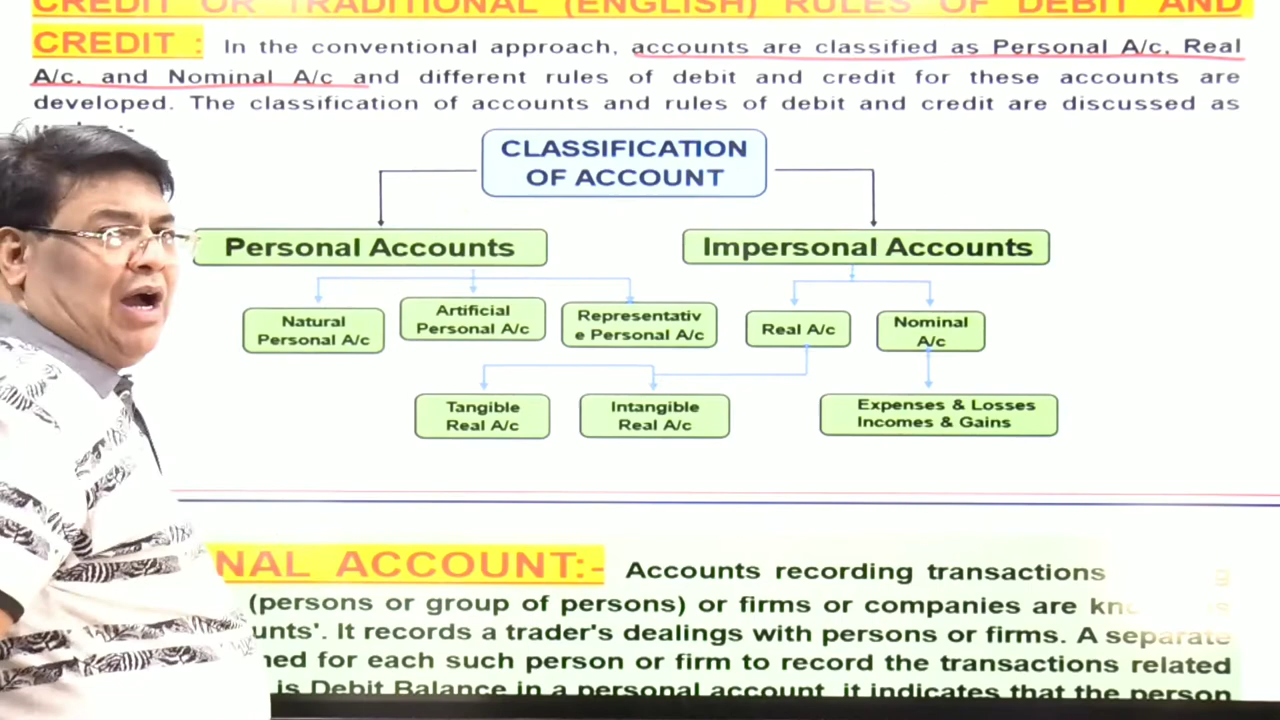 CREDIT OR TRADITIONAL (ENGLISH) RULES OF DEBIT AND
CREDIT : In the conventional approach, accounts are classified as Personal A/c, Real
A/c, and Nominal A/c and different rules of debit and credit for these accounts are
developed. The classification of accounts and rules of debit and credit are discussed as
CLASSIFICATION
OF ACCOUNT
Personal Accounts
Impersonal Accounts
Natural
Personal A/c
Artificial
Personal A/c
Representativ
e Personal A/c
Real A/c
Nominal
A/c
Tangible
Real A/c
Intangible
Real A/c
Expenses & Losses
Incomes & Gains
NAL ACCOUNT:- Accounts recording transactions
(persons or group of persons) or firms or companies are
unts'. It records a trader's dealings with persons or firms. A separate
ned for each such person or firm to record the transactions related
is Debit Balance in a personal account, it indicates that the person